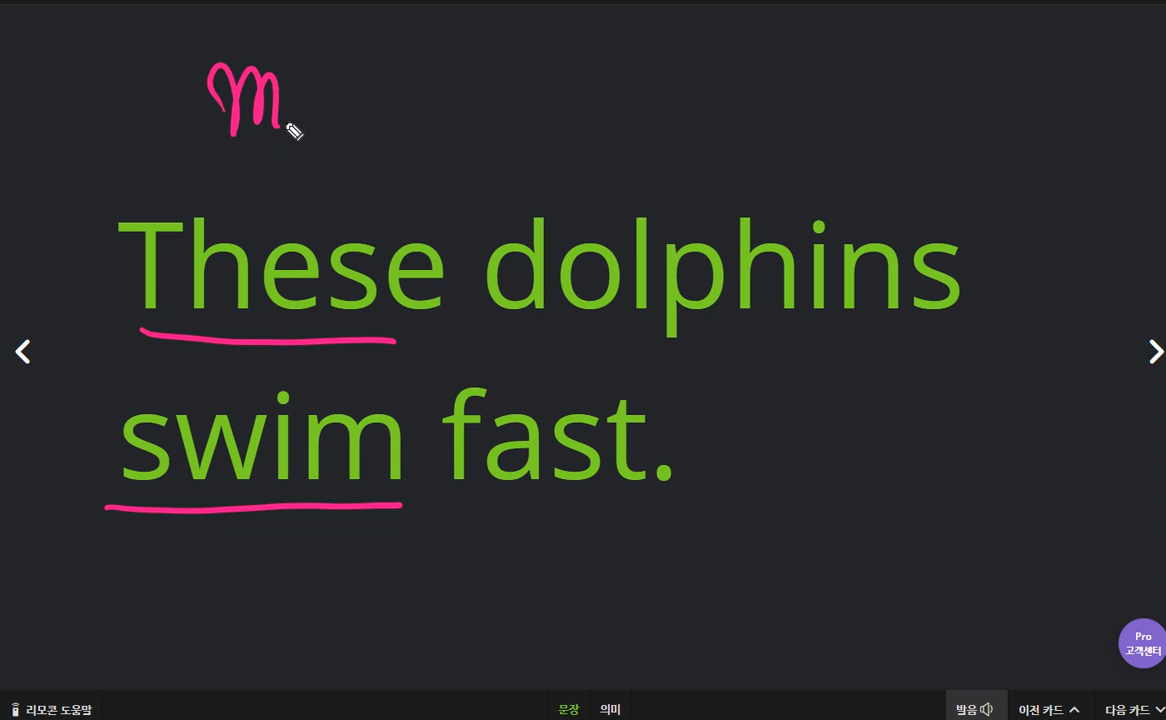 m
These dolphins
swim fast.
Pro
고객센터
리모콘 도움말
문장
의미
발음
이전 카드
다음 카드